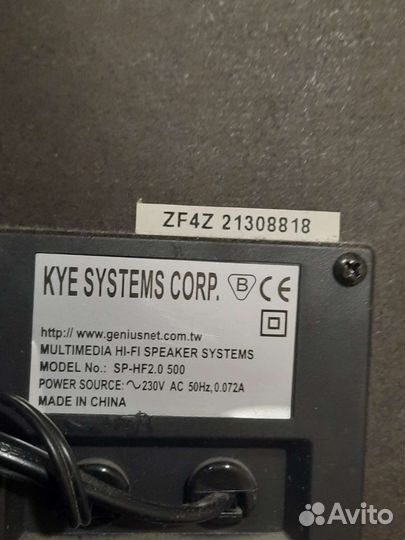 ZF4Z 21308818
KYE SYSTEMS CORP. B CE
http:// www.geniusnet.com.tw
MULTIMEDIA HI-FI SPEAKER SYSTEMS
MODEL No.: SP-HF2.0 500
POWER SOURCE: ~230V AC 50Hz, 0.072A
MADE IN CHINA
Avito